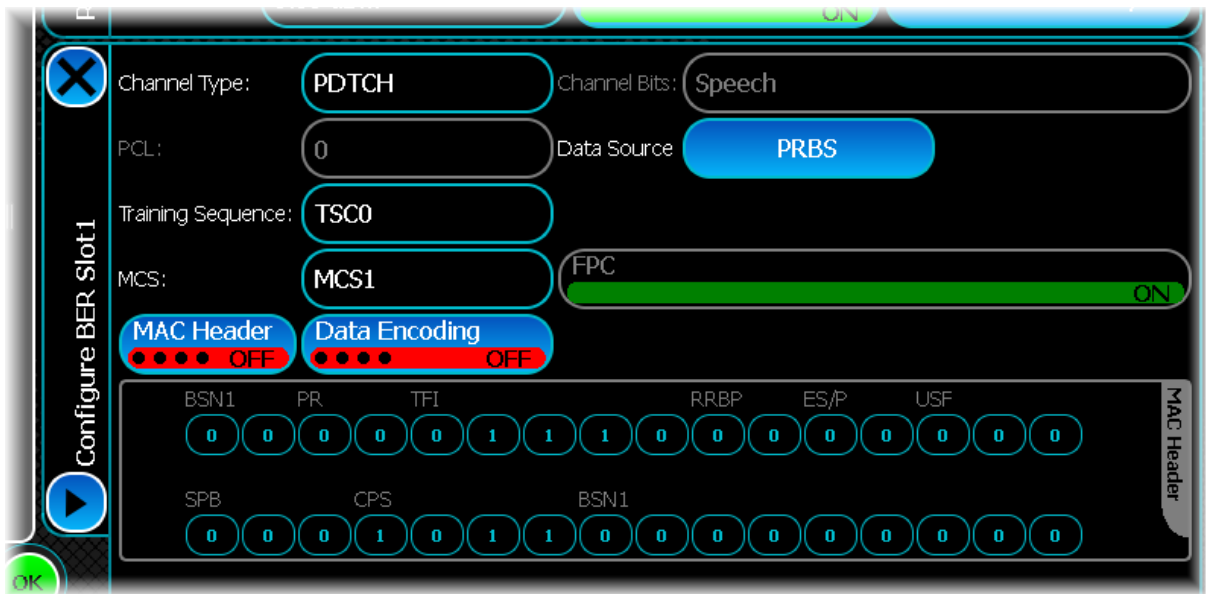 ON
Configure BER Slot1
Channel Type: PDTCH Channel Bits: Speech
PCL: 0 Data Source PRBS
Training Sequence: TSC0
MCS: MCS1 FPC
ON
MAC Header Data Encoding
OFF OFF
MAC Header
BSN1 PR TFI RRBP ES/P USF
0 0 0 0 0 1 1 1 0 0 0 0 0 0 0 0
SPB CPS BSN1
0 0 0 1 0 1 1 0 0 0 0 0 0 0 0 0
OK